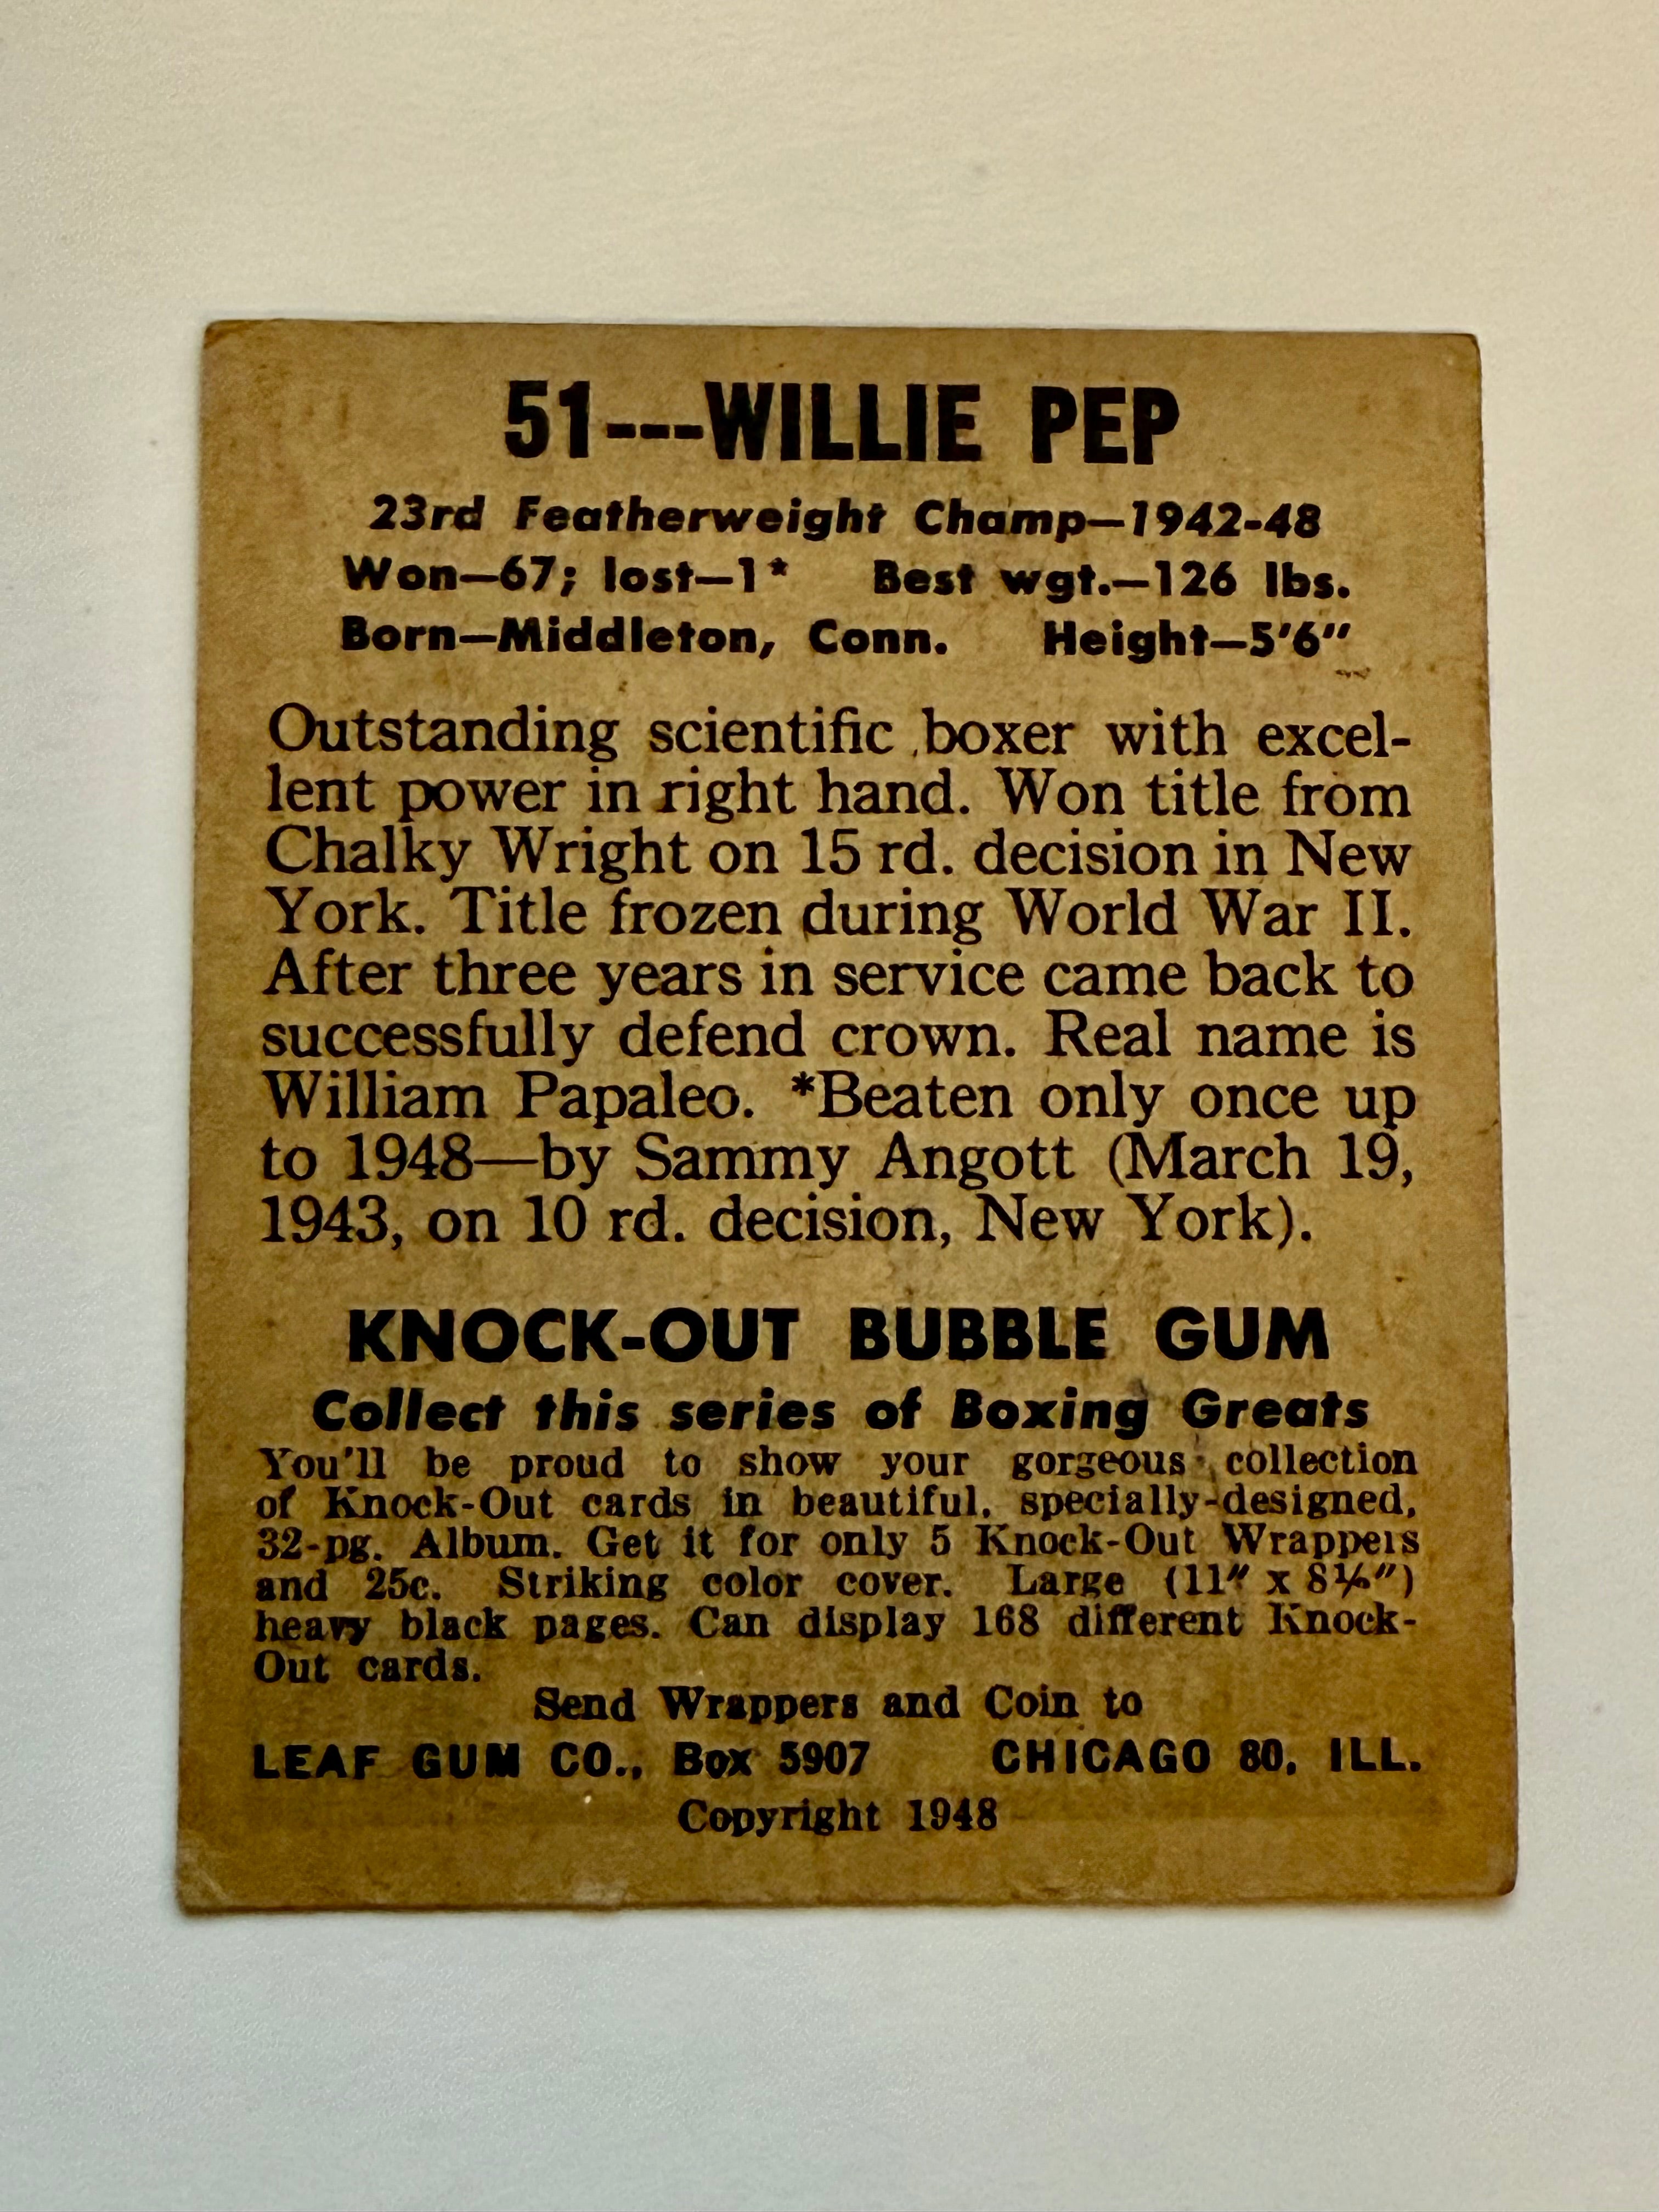 51---WILLIE PEP
23rd Featherweight Champ—1942-48
Won—67; lost—1* Best wgt.—126 lbs.
Born—Middleton, Conn. Height—5'6"
Outstanding scientific boxer with excel-
lent power in right hand. Won title from
Chalky Wright on 15 rd. decision in New
York. Title frozen during World War II.
After three years in service came back to
successfully defend crown. Real name is
William Papaleo. *Beaten only once up
to 1948—by Sammy Angott (March 19,
1943, on 10 rd. decision, New York).
KNOCK-OUT BUBBLE GUM
Collect this series of Boxing Greats
You'll be proud to show your gorgeous collection
of Knock-Out cards in beautiful, specially-designed,
32-pg. Album. Get it for only 5 Knock-Out Wrappers
and 25c. Striking color cover. Large (11" x
heavy black pages. Can display 168 different Knock-
Out cards.
Send Wrappers and Coin to
LEAF GUM CO., Box 5907 CHICAGO 80, ILL.
Copyright 1948